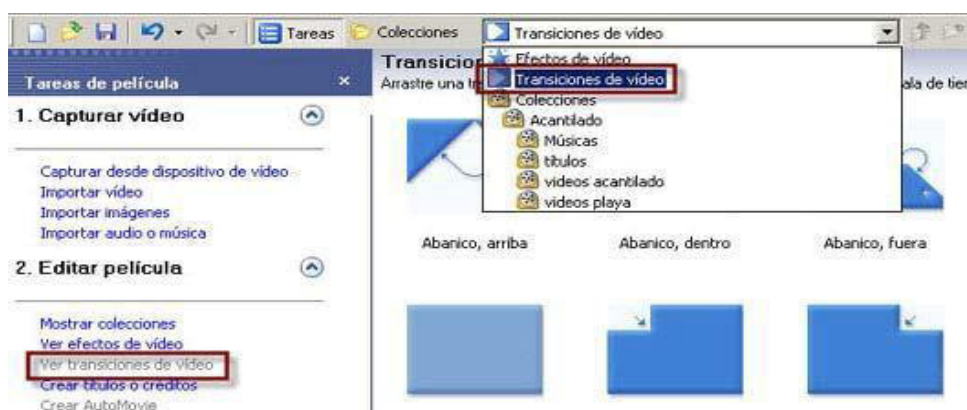 Tareas Colecciones Transiciones de vídeo
Tareas de película
1. Capturar vídeo
Capturar desde dispositivo de vídeo
Importar vídeo
Importar imágenes
Importar audio o música
2. Editar película
Mostrar colecciones
Ver efectos de vídeo
Ver transiciones de vídeo
Crear títulos o créditos
Crear AutoMovie
Transicio
Arrastre una
ala de tie
Efectos de vídeo
Transiciones de vídeo
Colecciones
Acantilado
Músicas
títulos
videos acantilado
videos playa
Abanico, arriba Abanico, dentro Abanico, fuera